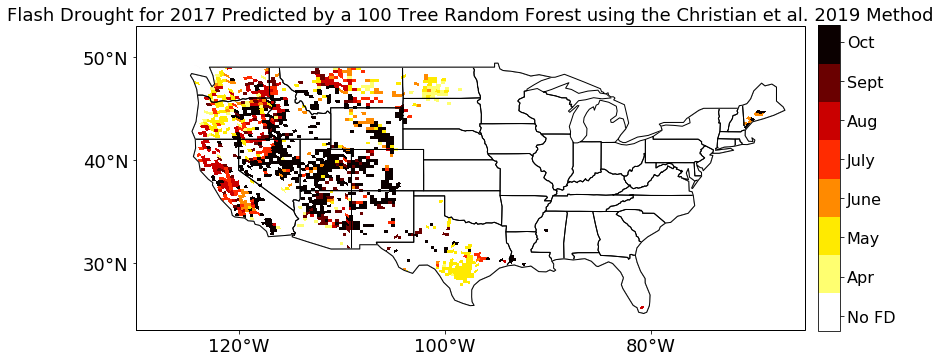 Flash Drought for 2017 Predicted by a 100 Tree Random Forest using the Christian et al. 2019 Method
50°N
40°N
30°N
120°W
100°W
80°W
Oct
Sept
Aug
July
June
May
Apr
No FD